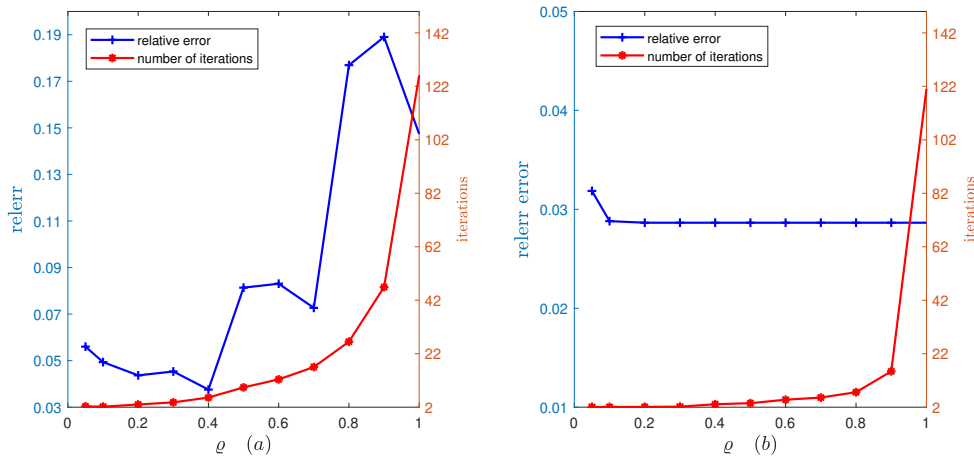 0.19
0.17
0.15
0.13
0.11
0.09
0.07
0.05
0.03
relerr
relative error
number of iterations
142
122
102
82
62
42
22
2
iterations
0 0.2 0.4 0.6 0.8 1
ϱ (a)
0.05
0.04
0.03
0.02
0.01
relerr error
relative error
number of iterations
142
122
102
82
62
42
22
2
iterations
0 0.2 0.4 0.6 0.8 1
ϱ (b)